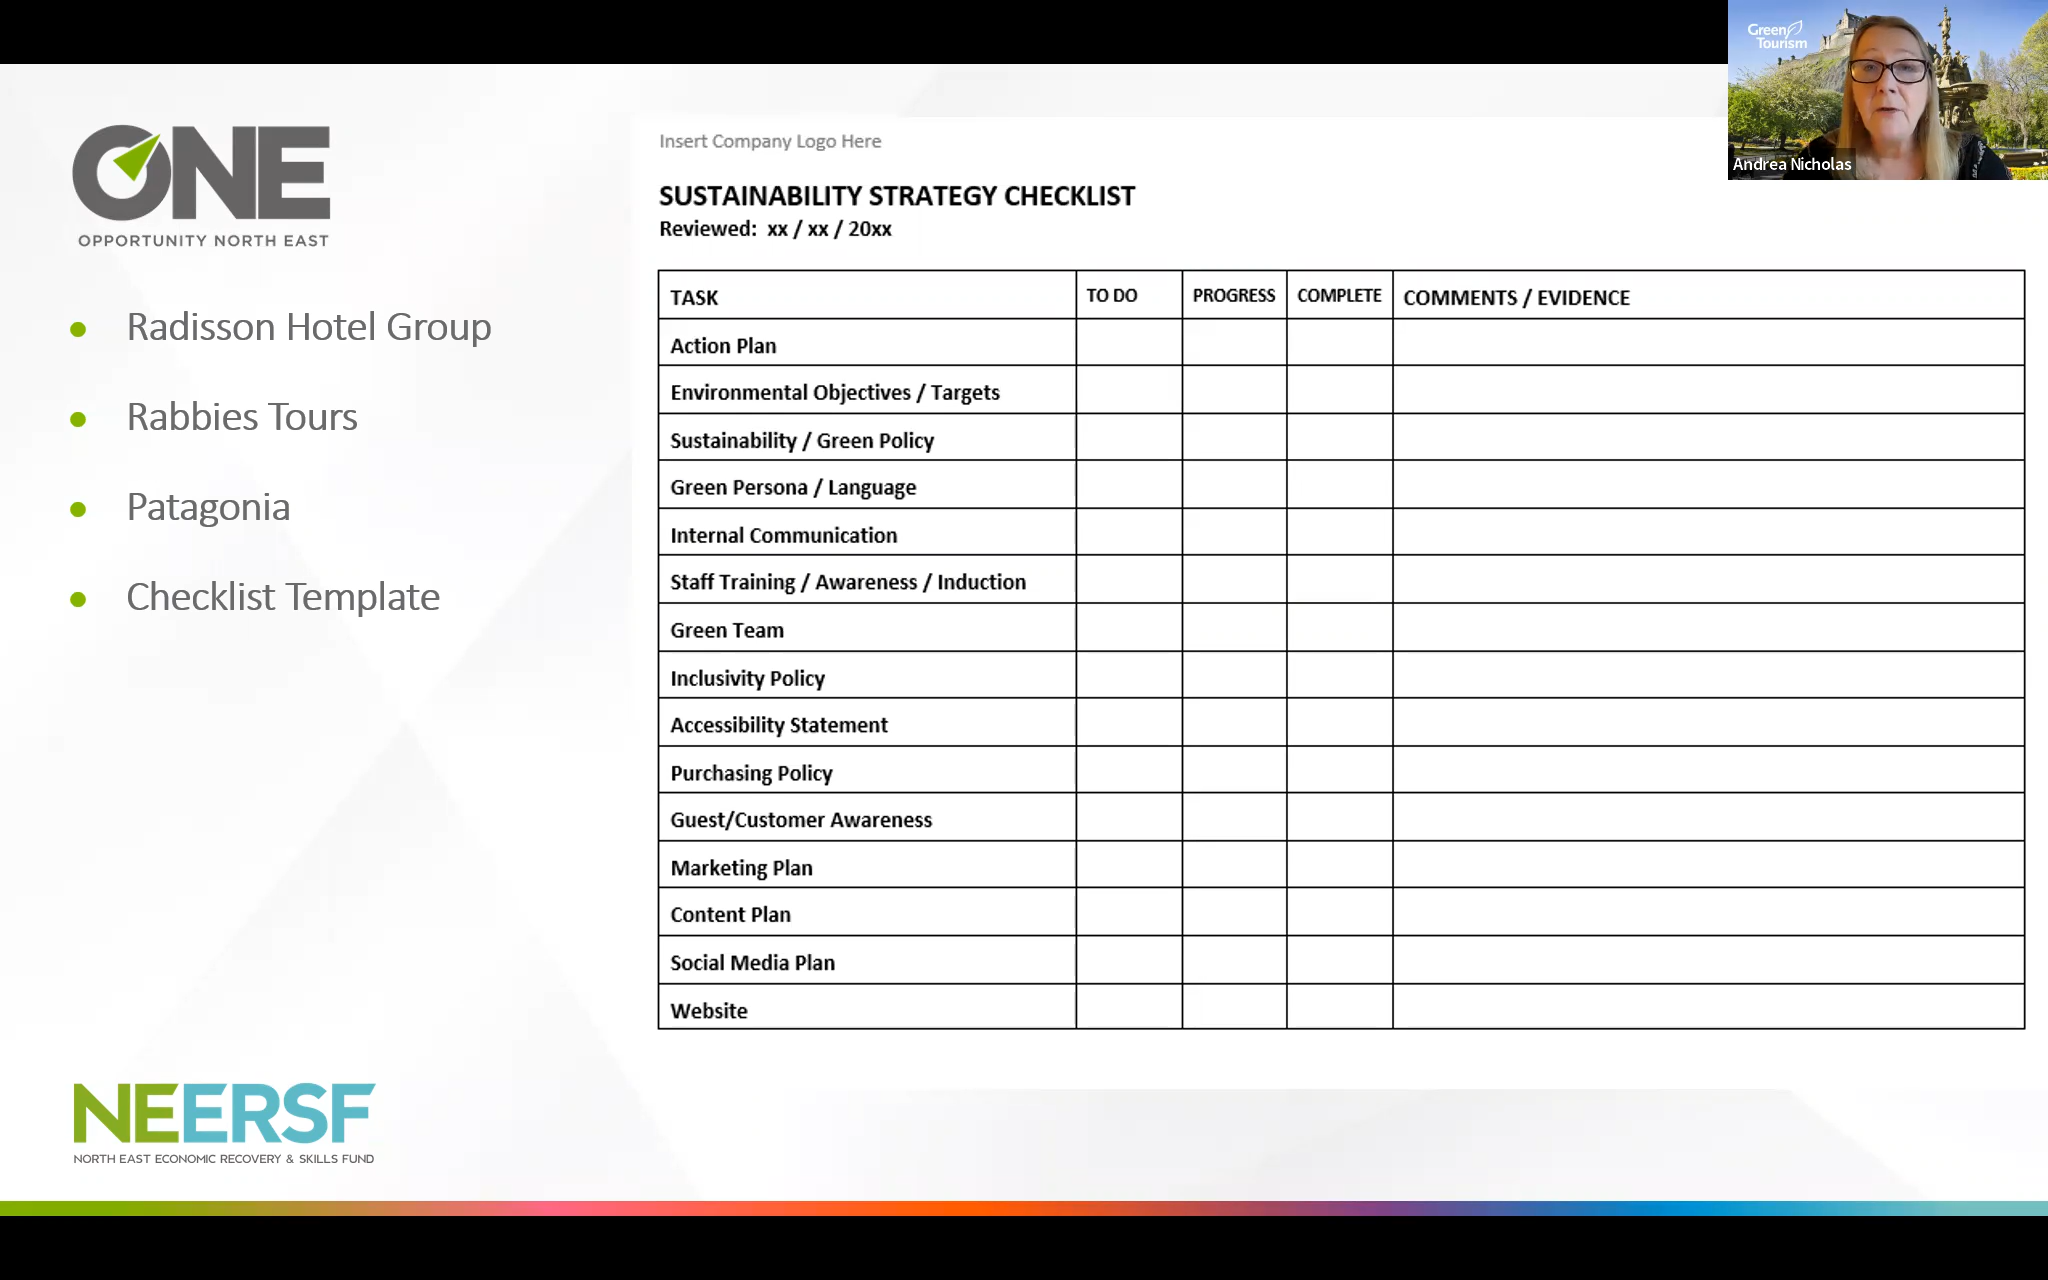 Green
Tourism
Andrea Nicholas
ONE
OPPORTUNITY NORTH EAST
Radisson Hotel Group
Rabbies Tours
Patagonia
Checklist Template
Insert Company Logo Here
SUSTAINABILITY STRATEGY CHECKLIST
Reviewed: xx / xx / 20xx
TASK TO DO PROGRESS COMPLETE COMMENTS / EVIDENCE
Action Plan
Environmental Objectives / Targets
Sustainability / Green Policy
Green Persona / Language
Internal Communication
Staff Training / Awareness / Induction
Green Team
Inclusivity Policy
Accessibility Statement
Purchasing Policy
Guest/Customer Awareness
Marketing Plan
Content Plan
Social Media Plan
Website
NEERSF
NORTH EAST ECONOMIC RECOVERY & SKILLS FUND